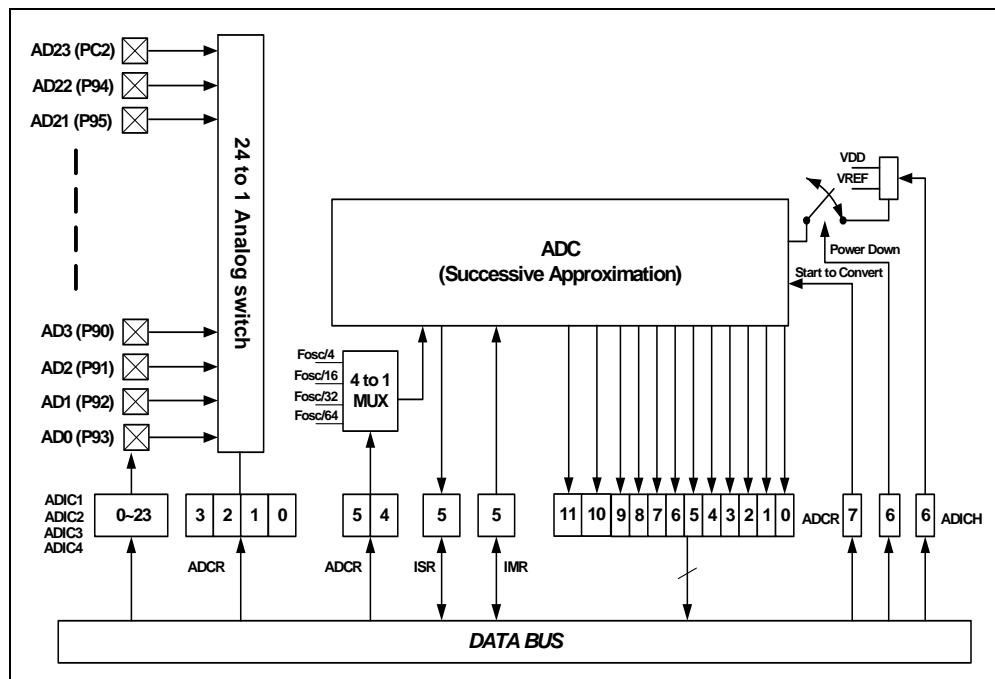 AD23 (PC2)
AD22 (P94)
AD21 (P95)
AD3 (P90)
AD2 (P91)
AD1 (P92)
AD0 (P93)
24 to 1 Analog switch
ADC
(Successive Approximation)
VDD
VREF
Power Down
Start to Convert
Fosc/4
Fosc/16
Fosc/32
Fosc/64
4 to 1
MUX
ADIC1
ADIC2
ADIC3
ADIC4
0~23
3 2 1 0
5 4
5
5
11 10 9 8 7 6 5 4 3 2 1 0
ADCR
7
6
6
ADICH
ADCR
ADCR
ISR
IMR
DATA BUS